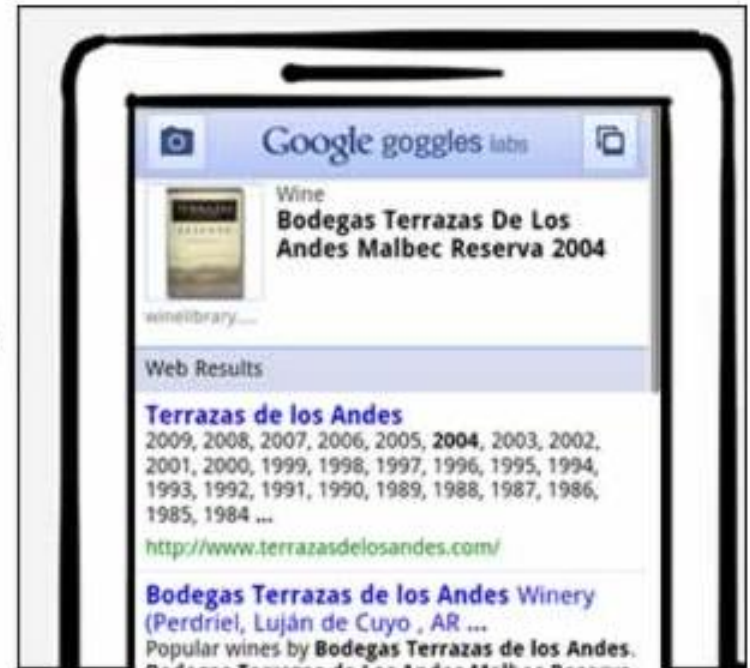 Google goggles labs
Wine
Bodegas Terrazas De Los
Andes Malbec Reserva 2004
winelibrary....
Web Results
Terrazas de los Andes
2009, 2008, 2007, 2006, 2005, 2004, 2003, 2002,
2001, 2000, 1999, 1998, 1997, 1996, 1995, 1994,
1993, 1992, 1991, 1990, 1989, 1988, 1987, 1986,
1985, 1984 ...
http://www.terrazasdelosandes.com/
Bodegas Terrazas de los Andes Winery
(Perdriel, Luján de Cuyo , AR ...
Popular wines by Bodegas Terrazas de los Andes.